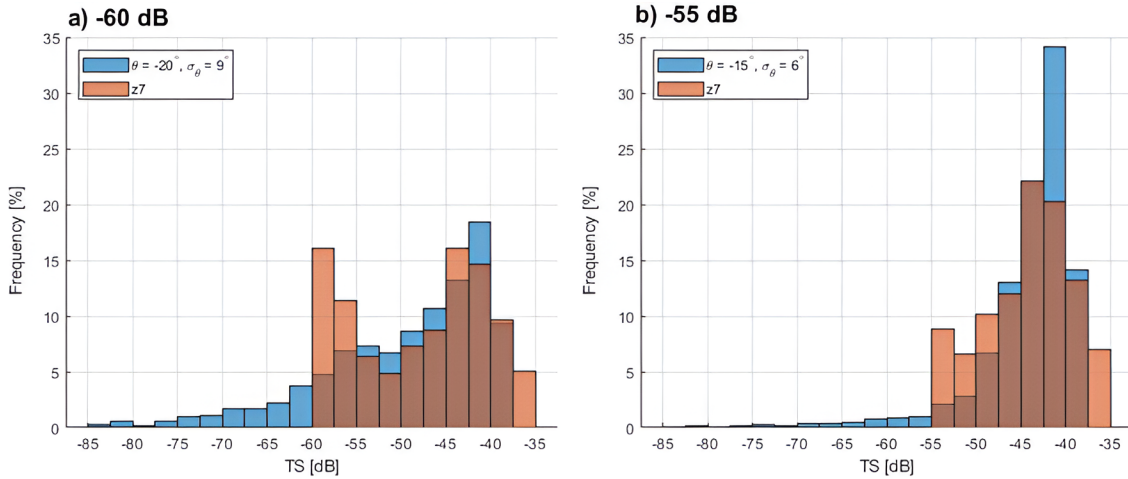 a) -60 dB
θ = -20°, σθ = 9°
z7
Frequency [%]
35
30
25
20
15
10
5
0
-85 -80 -75 -70 -65 -60 -55 -50 -45 -40 -35
TS [dB]
b) -55 dB
θ = -15°, σθ = 6°
z7
Frequency [%]
35
30
25
20
15
10
5
0
-85 -80 -75 -70 -65 -60 -55 -50 -45 -40 -35
TS [dB]